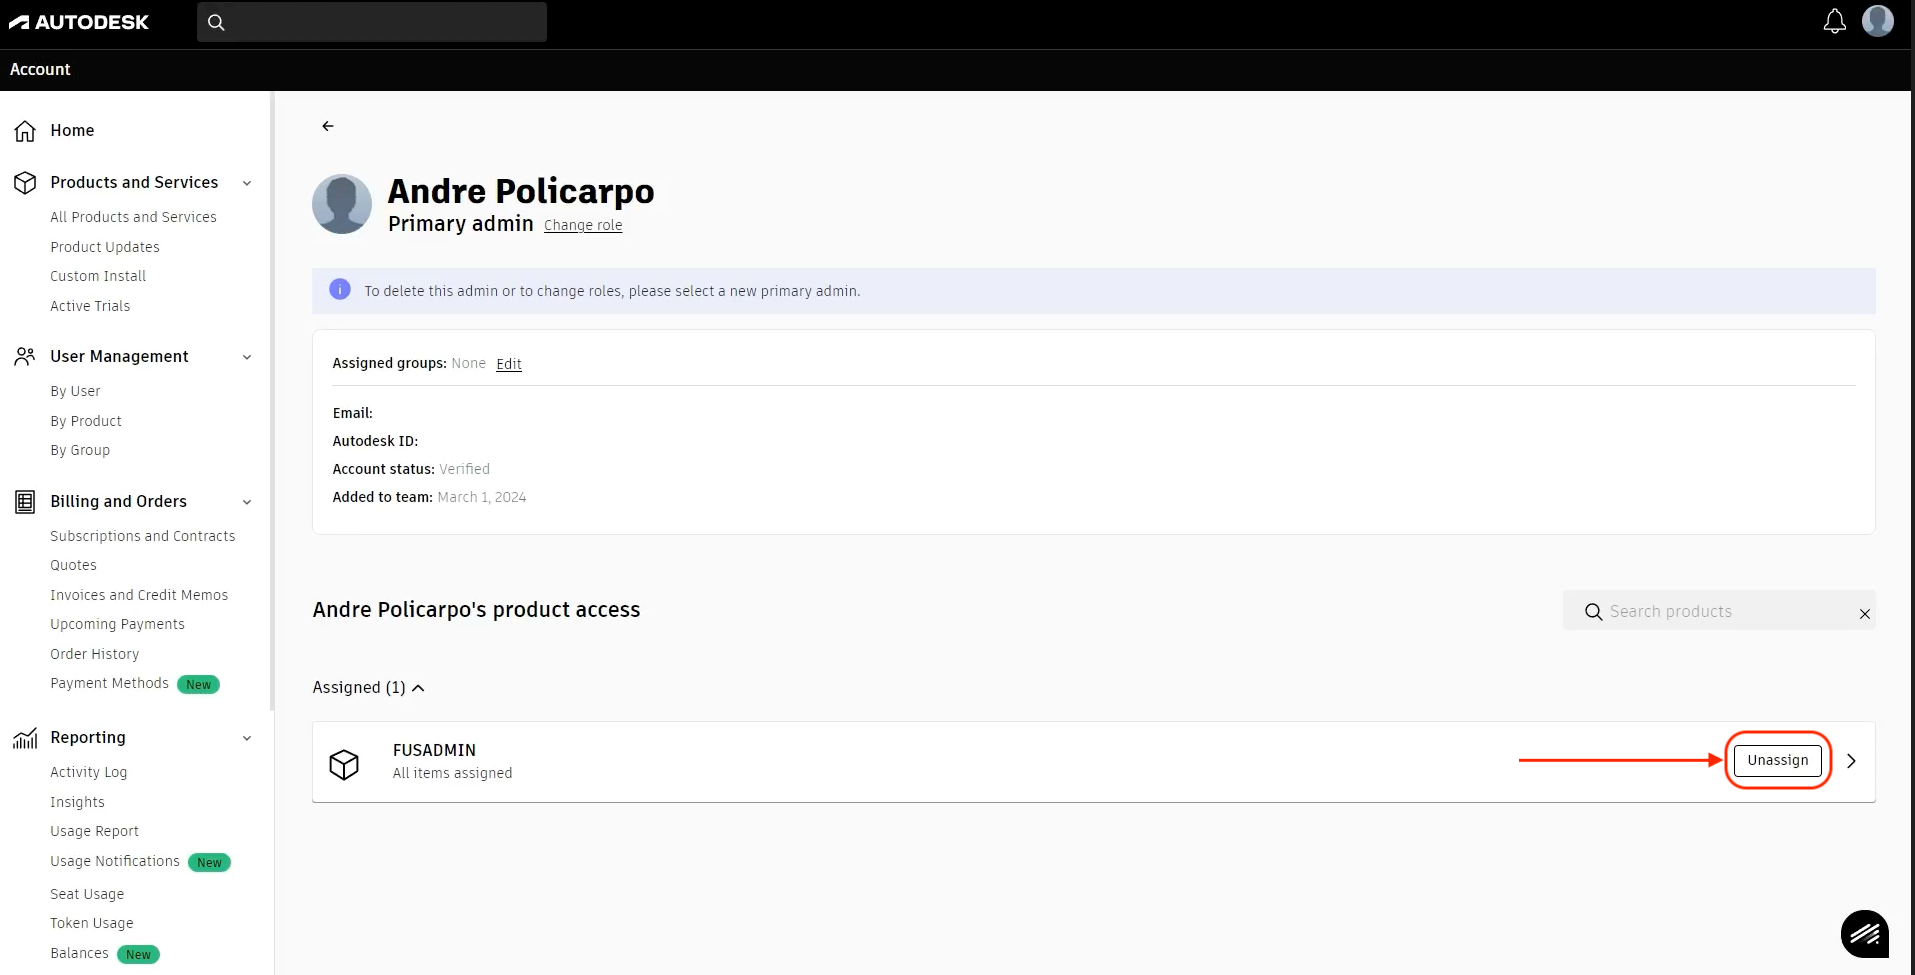 AUTODESK
Account
Home
Products and Services
All Products and Services
Product Updates
Custom Install
Active Trials
User Management
By User
By Product
By Group
Billing and Orders
Subscriptions and Contracts
Quotes
Invoices and Credit Memos
Upcoming Payments
Order History
Payment Methods New
Reporting
Activity Log
Insights
Usage Report
Usage Notifications New
Seat Usage
Token Usage
Balances New
Andre Policarpo
Primary admin Change role
To delete this admin or to change roles, please select a new primary admin.
Assigned groups: None Edit
Email:
Autodesk ID:
Account status: Verified
Added to team: March 1, 2024
Andre Policarpo's product access
Search products
Assigned (1)
FUSADMIN
All items assigned
Unassign